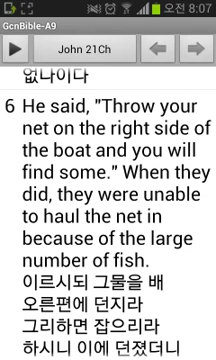 오전 8:07
GcnBible-A9
John 21Ch
없나이다
6 He said, "Throw your
net on the right side of
the boat and you will
find some." When they
did, they were unable
to haul the net in
because of the large
number of fish.
이르시되 그물을 배
오른편에 던지라
그리하면 잡으리라
하시니 이에 던졌더니